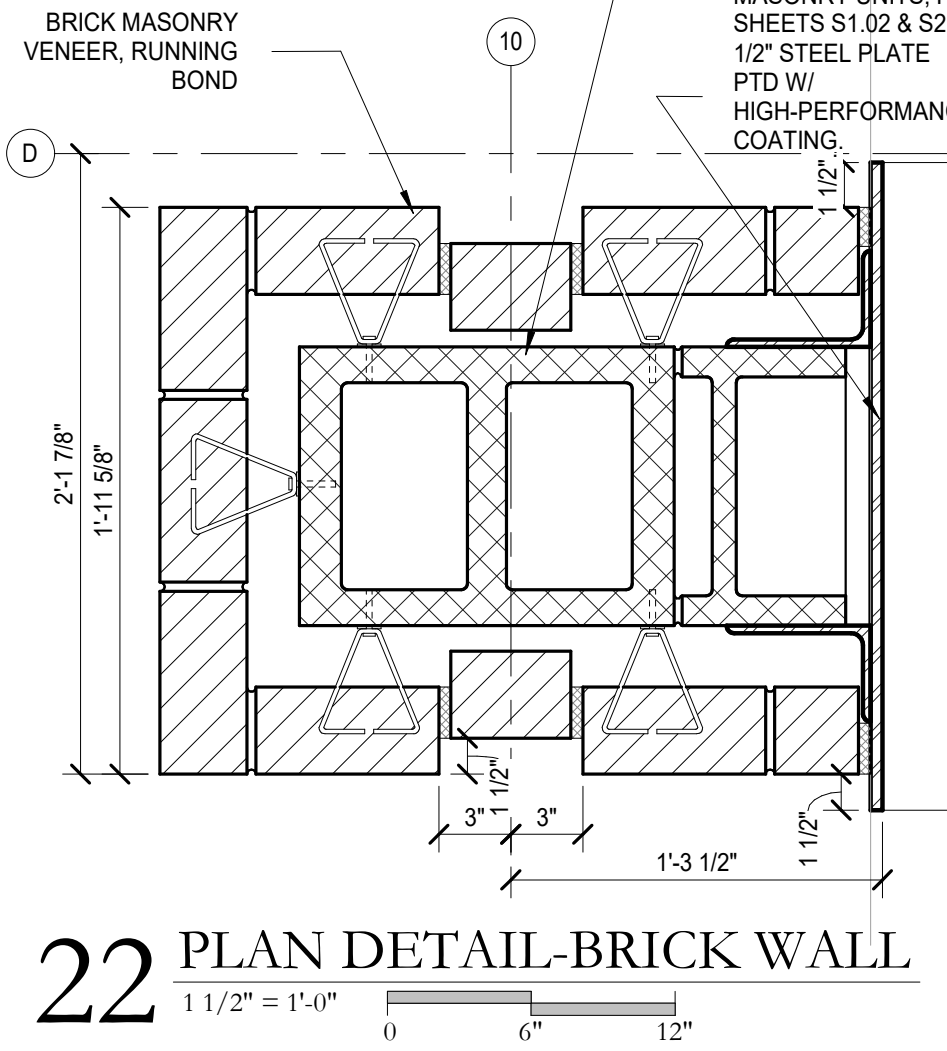 BRICK MASONRY
VENEER, RUNNING
BOND
10
SHEETS S1.02 & S2
1/2" STEEL PLATE
PTD W/
COATING.
D
1 1/2"
2'-1 7/8"
1'-11 5/8"
3"
1 1/2"
3"
1 1/2"
1'-3 1/2"
22 PLAN DETAIL-BRICK WALL
1 1/2" = 1'-0"
0 6" 12"